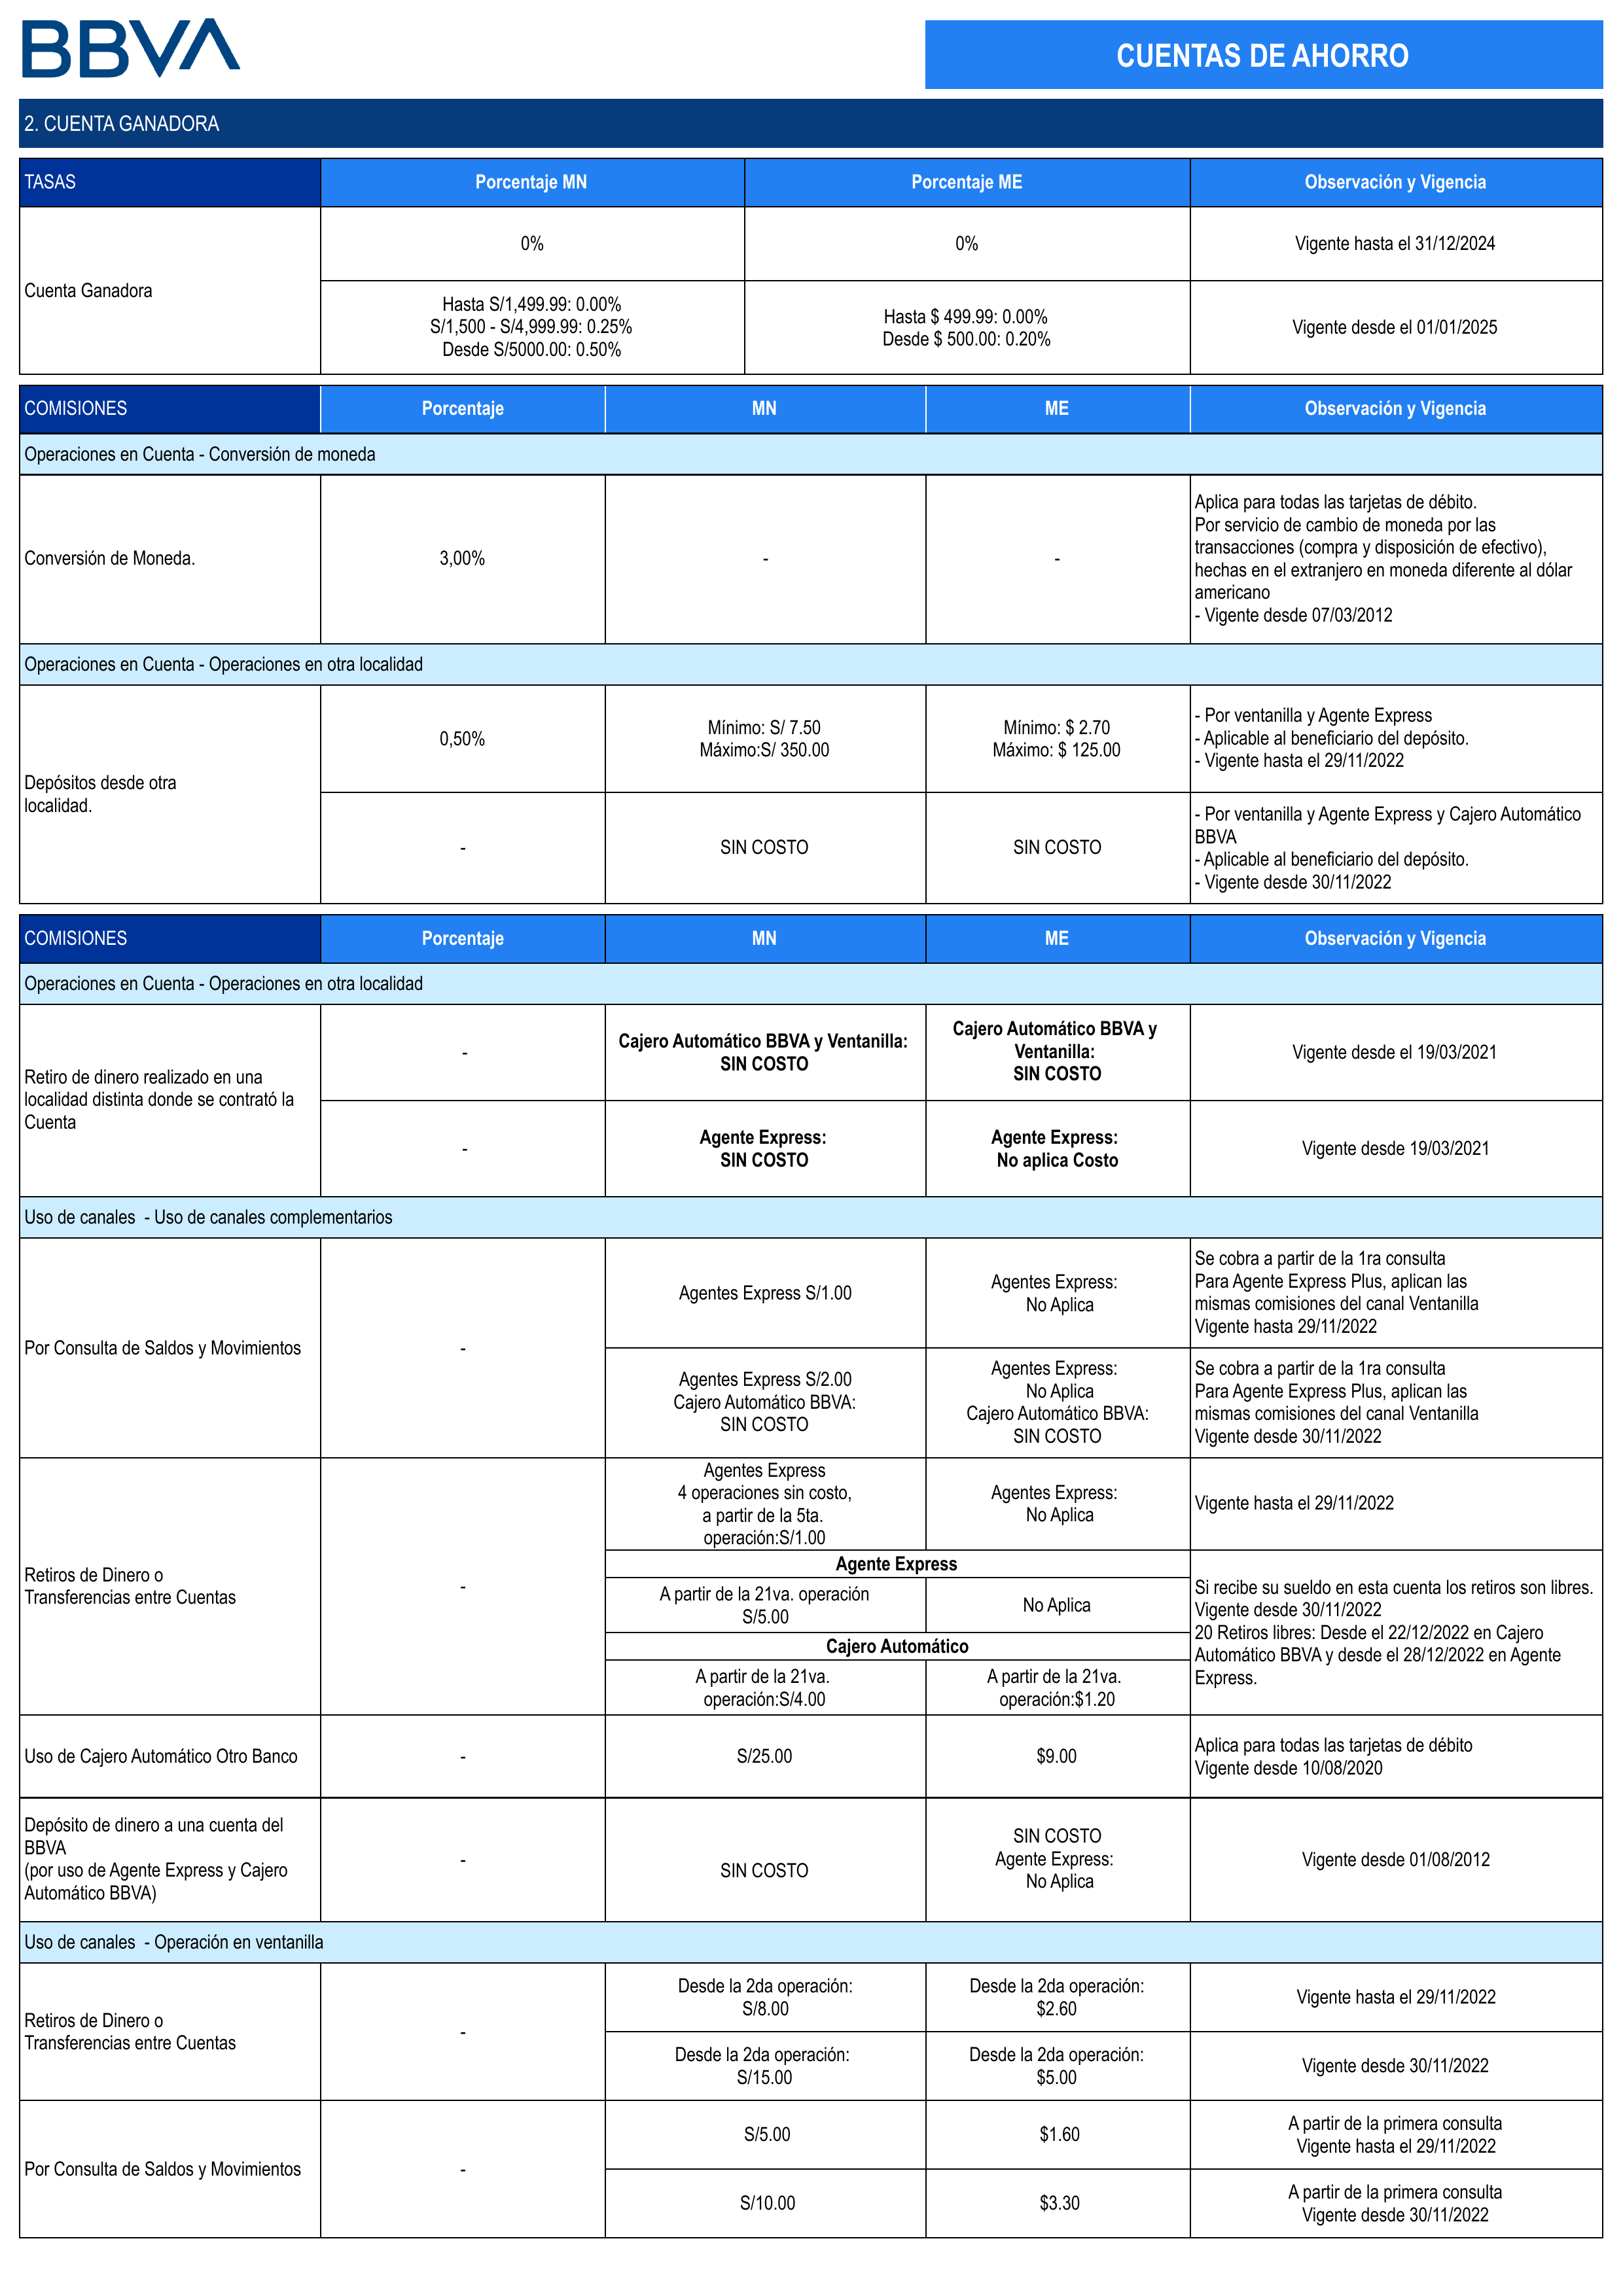 BBVA
CUENTAS DE AHORRO
2. CUENTA GANADORA
TASAS
Porcentaje MN
Porcentaje ME
Observación y Vigencia
Cuenta Ganadora
0%
0%
Vigente hasta el 31/12/2024
Hasta S/1,499.99: 0.00%
S/1,500 - S/4,999.99: 0.25%
Desde S/5000.00: 0.50%
Hasta $ 499.99: 0.00%
Desde $ 500.00: 0.20%
Vigente desde el 01/01/2025
COMISIONES
Porcentaje
MN
ME
Observación y Vigencia
Operaciones en Cuenta - Conversión de moneda
Conversión de Moneda.
3,00%
-
-
Aplica para todas las tarjetas de débito.
Por servicio de cambio de moneda por las
transacciones (compra y disposición de efectivo),
hechas en el extranjero en moneda diferente al dólar
americano
- Vigente desde 07/03/2012
Operaciones en Cuenta - Operaciones en otra localidad
Depósitos desde otra
localidad.
0,50%
Mínimo: S/ 7.50
Máximo:S/ 350.00
Mínimo: $ 2.70
Máximo: $ 125.00
- Por ventanilla y Agente Express
- Aplicable al beneficiario del depósito.
- Vigente hasta el 29/11/2022
-
SIN COSTO
SIN COSTO
- Por ventanilla y Agente Express y Cajero Automático
BBVA
- Aplicable al beneficiario del depósito.
- Vigente desde 30/11/2022
COMISIONES
Porcentaje
MN
ME
Observación y Vigencia
Operaciones en Cuenta - Operaciones en otra localidad
Retiro de dinero realizado en una
localidad distinta donde se contrató la
Cuenta
-
Cajero Automático BBVA y Ventanilla:
SIN COSTO
Cajero Automático BBVA y
Ventanilla:
SIN COSTO
Vigente desde el 19/03/2021
-
Agente Express:
SIN COSTO
Agente Express:
No aplica Costo
Vigente desde 19/03/2021
Uso de canales - Uso de canales complementarios
Por Consulta de Saldos y Movimientos
-
Agentes Express S/1.00
Agentes Express:
No Aplica
Se cobra a partir de la 1ra consulta
Para Agente Express Plus, aplican las
mismas comisiones del canal Ventanilla
Vigente hasta 29/11/2022
Agentes Express S/2.00
Cajero Automático BBVA:
SIN COSTO
Agentes Express:
No Aplica
Cajero Automático BBVA:
SIN COSTO
Se cobra a partir de la 1ra consulta
Para Agente Express Plus, aplican las
mismas comisiones del canal Ventanilla
Vigente desde 30/11/2022
Retiros de Dinero o
Transferencias entre Cuentas
-
Agentes Express
4 operaciones sin costo,
a partir de la 5ta.
operación:S/1.00
Agentes Express:
No Aplica
Vigente hasta el 29/11/2022
Agente Express
A partir de la 21va. operación
S/5.00
No Aplica
Cajero Automático
A partir de la 21va.
operación:S/4.00
A partir de la 21va.
operación:$1.20
Si recibe su sueldo en esta cuenta los retiros son libres.
Vigente desde 30/11/2022
20 Retiros libres: Desde el 22/12/2022 en Cajero
Automático BBVA y desde el 28/12/2022 en Agente
Express.
Uso de Cajero Automático Otro Banco
-
S/25.00
$9.00
Aplica para todas las tarjetas de débito
Vigente desde 10/08/2020
Depósito de dinero a una cuenta del
BBVA
(por uso de Agente Express y Cajero
Automático BBVA)
-
SIN COSTO
SIN COSTO
Agente Express:
No Aplica
Vigente desde 01/08/2012
Uso de canales - Operación en ventanilla
Retiros de Dinero o
Transferencias entre Cuentas
-
Desde la 2da operación:
S/8.00
Desde la 2da operación:
$2.60
Vigente hasta el 29/11/2022
Desde la 2da operación:
S/15.00
Desde la 2da operación:
$5.00
Vigente desde 30/11/2022
Por Consulta de Saldos y Movimientos
-
S/5.00
$1.60
A partir de la primera consulta
Vigente hasta el 29/11/2022
S/10.00
$3.30
A partir de la primera consulta
Vigente desde 30/11/2022